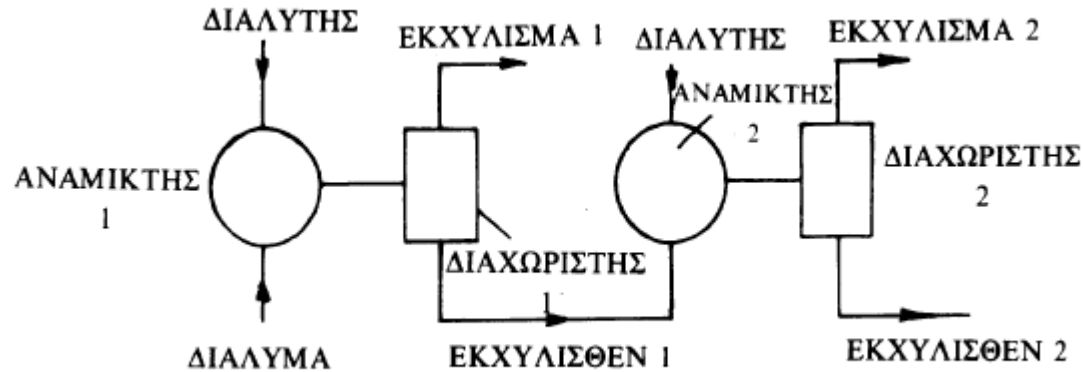 ΔΙΑΛΥΤΗΣ
ΕΚΧΥΛΙΣΜΑ 1
ΔΙΑΛΥΤΗΣ
ΕΚΧΥΛΙΣΜΑ 2
ΑΝΑΜΙΚΤΗΣ
2
ΑΝΑΜΙΚΤΗΣ
1
ΔΙΑΧΩΡΙΣΤΗΣ
2
ΔΙΑΧΩΡΙΣΤΗΣ
1
ΔΙΑΛΥΜΑ
ΕΚΧΥΛΙΣΘΕΝ 1
ΕΚΧΥΛΙΣΘΕΝ 2